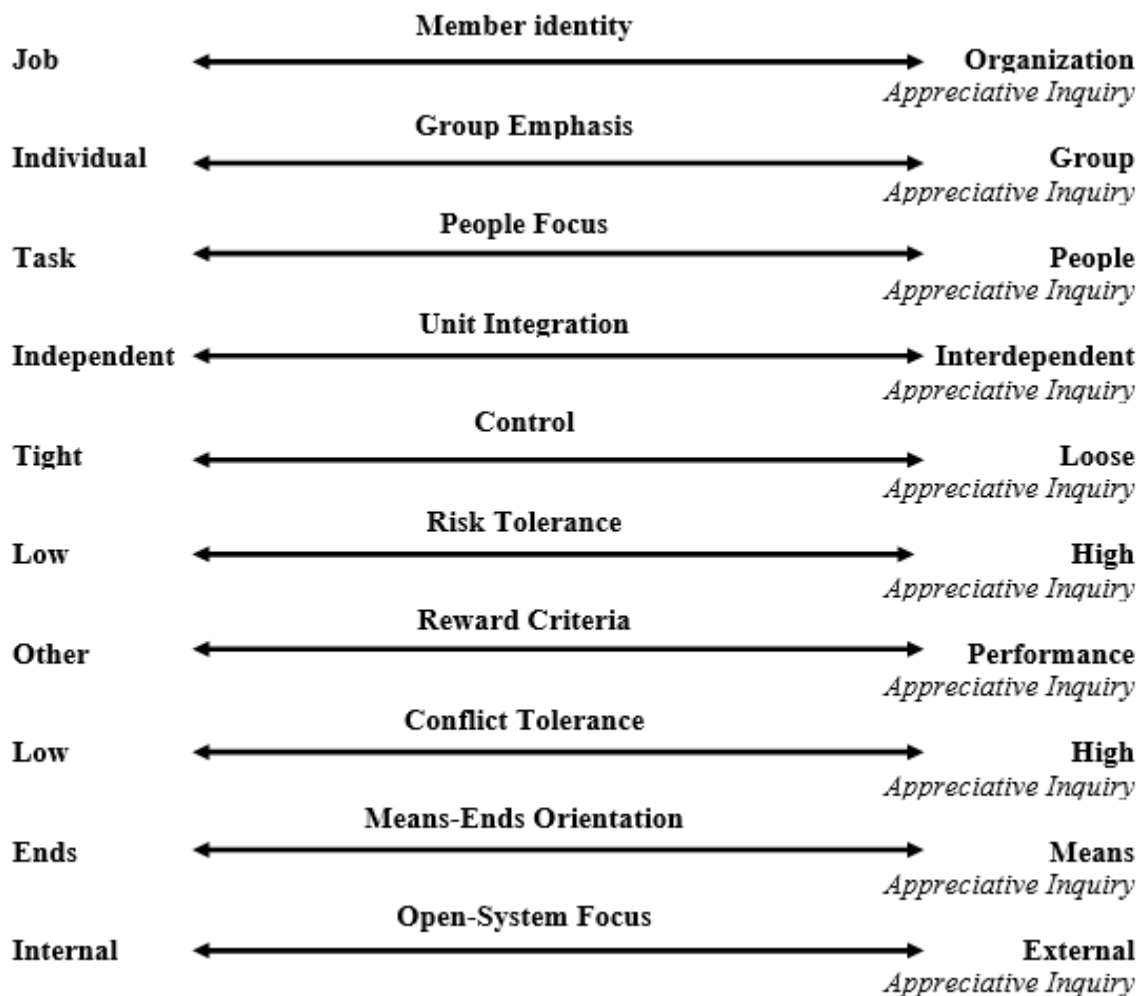 Member identity
Job Organization
Appreciative Inquiry
Group Emphasis
Individual Group
Appreciative Inquiry
People Focus
Task People
Appreciative Inquiry
Unit Integration
Independent Interdependent
Appreciative Inquiry
Control
Tight Loose
Appreciative Inquiry
Risk Tolerance
Low High
Appreciative Inquiry
Reward Criteria
Other Performance
Appreciative Inquiry
Conflict Tolerance
Low High
Appreciative Inquiry
Means-Ends Orientation
Ends Means
Appreciative Inquiry
Open-System Focus
Internal External
Appreciative Inquiry